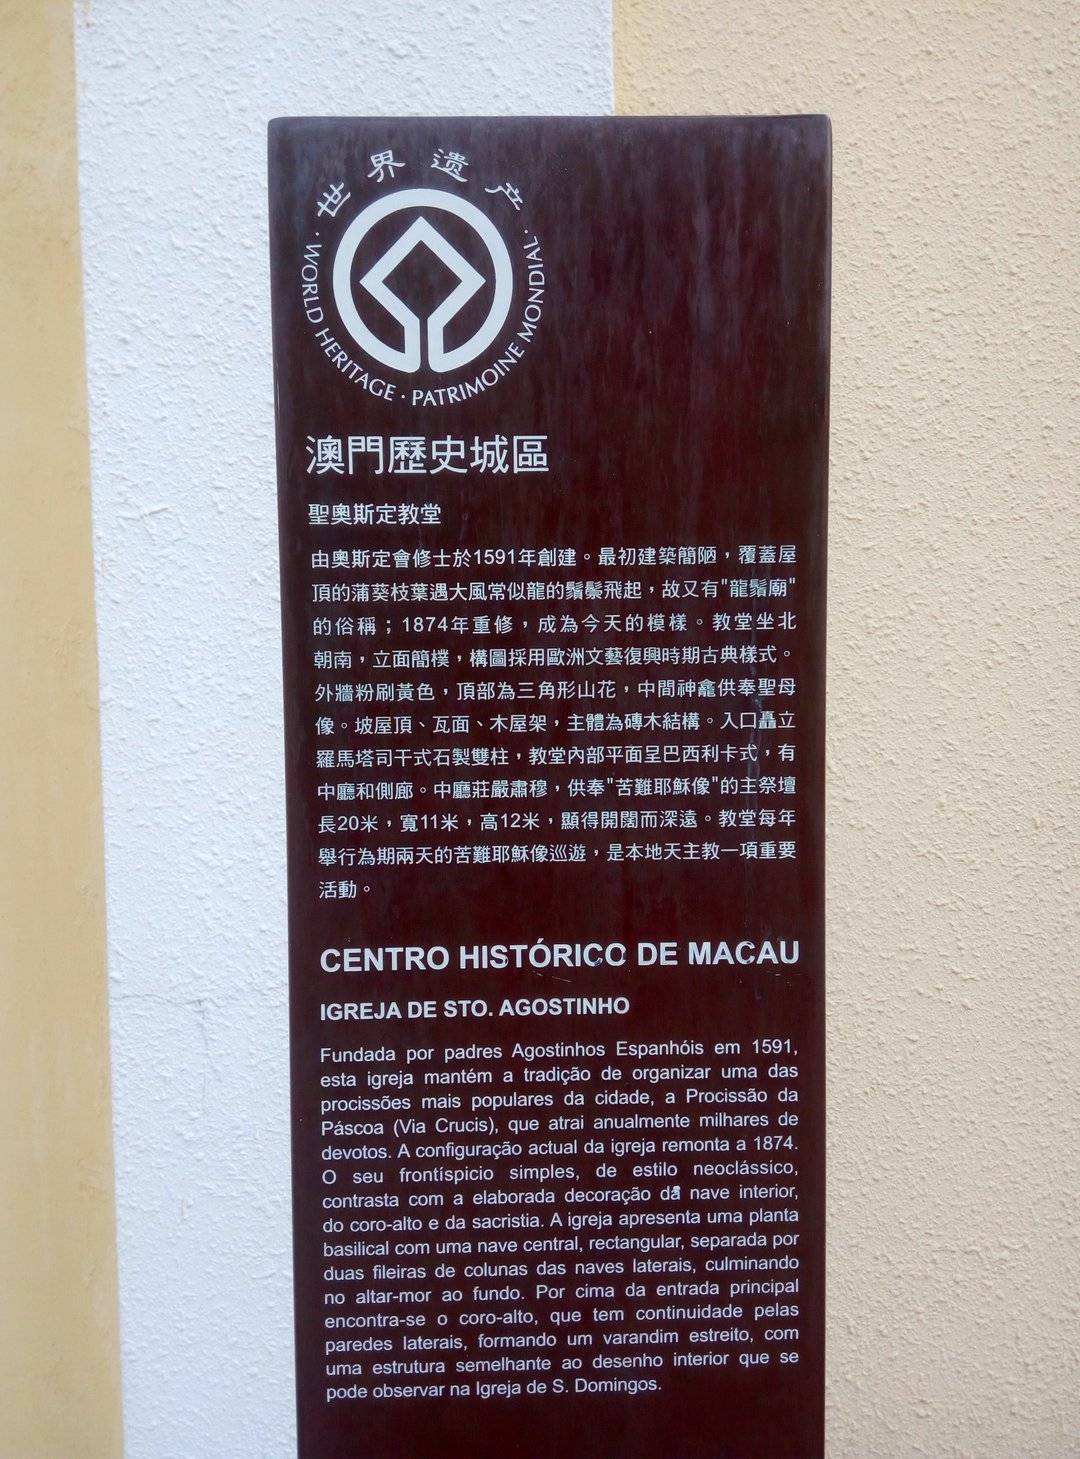 世界遗产
· WORLD HERITAGE · PATRIMOINE MONDIAL ·
澳門歷史城區
聖奧斯定教堂
由奧斯定會修士於1591年創建。最初建築簡陋，覆蓋屋
頂的蒲葵枝葉遇大風常似龍的鬚鬃飛起，故又有"龍鬚廟"
的俗稱；1874年重修，成為今天的模樣。教堂坐北
朝南，立面簡樸，構圖採用歐洲文藝復興時期古典樣式。
外牆粉刷黃色，頂部為三角形山花，中間神龕供奉聖母
像。坡屋頂、瓦面、木屋架，主體為磚木結構。入口矗立
羅馬塔司干式石製雙柱，教堂內部平面呈巴西利卡式，有
中廳和側廊。中廳莊嚴肅穆，供奉"苦難耶穌像"的主祭壇
長20米，寬11米，高12米，顯得開闊而深遠。教堂每年
舉行為期兩天的苦難耶穌像巡遊，是本地天主教一項重要
活動。
CENTRO HISTÓRICO DE MACAU
IGREJA DE STO. AGOSTINHO
Fundada por padres Agostinhos Espanhóis em 1591,
esta igreja mantém a tradição de organizar uma das
procissões mais populares da cidade, a Procissão da
Páscoa (Via Crucis), que atrai anualmente milhares de
devotos. A configuração actual da igreja remonta a 1874.
O seu frontíspicio simples, de estilo neoclássico,
contrasta com a elaborada decoração da nave interior,
do coro-alto e da sacristia. A igreja apresenta uma planta
basilical com uma nave central, rectangular, separada por
duas fileiras de colunas das naves laterais, culminando
no altar-mor ao fundo. Por cima da entrada principal
encontra-se o coro-alto, que tem continuidade pelas
paredes laterais, formando um varandim estreito, com
uma estrutura semelhante ao desenho interior que se
pode observar na Igreja de S. Domingos.